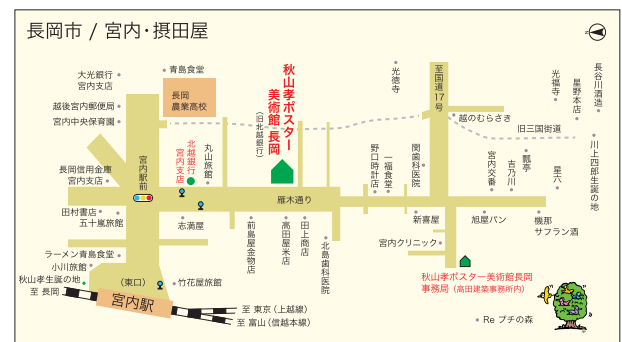 長岡市 / 宮内・摂田屋
N
大光銀行
宮内支店
青島食堂
越後宮内郵便局
宮内中央保育園
長岡
農業高校
長岡信用金庫
宮内支店
宮内駅前
北越銀行
宮内支店
丸山旅館
秋山孝ポスター
美術館 長岡
(旧北越銀行)
光徳寺
至国道17号
越のむらさき
旧三国街道
光福寺
星野本店
長谷川酒造
川上四郎生誕の地
野口時計店
一福食堂
関歯科医院
宮内交番
吉乃川
瓢亭
星六
雁木通り
田村書店
五十嵐旅館
志満屋
前島屋金物店
高田屋米店
田上商店
北島歯科医院
新喜屋
旭屋パン
機那
サフラン酒
宮内クリニック
ラーメン青島食堂
小川旅館
秋山孝生誕の地
至 長岡
(東口)
宮内駅
竹花屋旅館
至 東京(上越線)
至 富山(信越本線)
秋山孝ポスター美術館長岡
事務局(高田建築事務所内)
Re プチの森